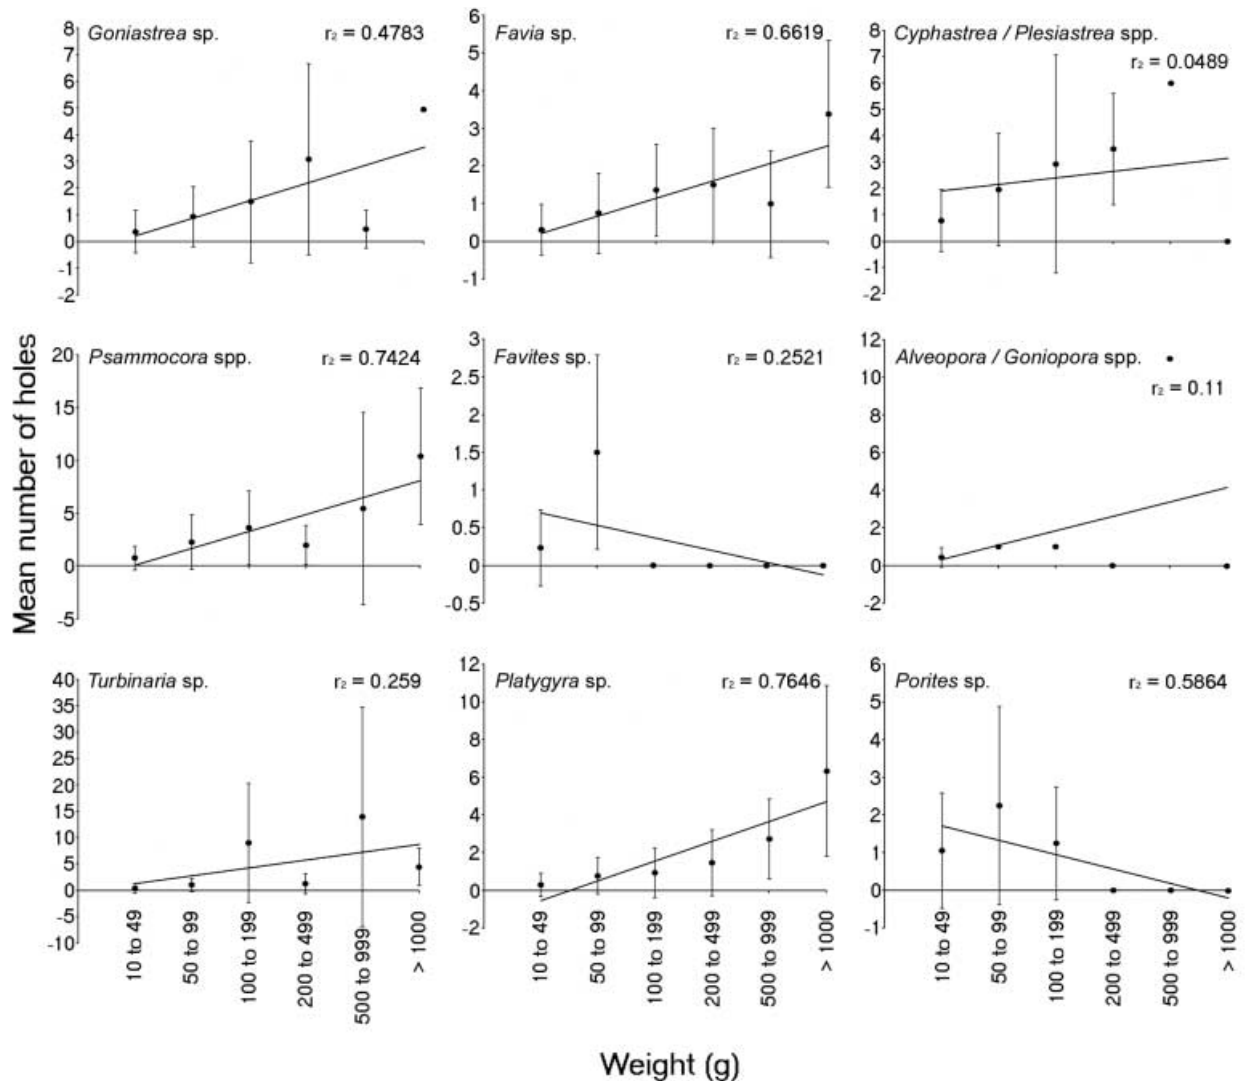 Mean number of holes
Goniastrea sp. r₂ = 0.4783
8
7
6
5
4
3
2
1
0
-1
-2
Favia sp. r₂ = 0.6619
6
5
4
3
2
1
0
-1
Cyphastrea / Plesiastrea spp.
r₂ = 0.0489
8
7
6
5
4
3
2
1
0
-1
-2
Psammocora spp. r₂ = 0.7424
20
15
10
5
0
-5
Favites sp. r₂ = 0.2521
3
2.5
2
1.5
1
0.5
0
-0.5
Alveopora / Goniopora spp.
r₂ = 0.11
12
10
8
6
4
2
0
-2
Turbinaria sp. r₂ = 0.259
40
35
30
25
20
15
10
5
0
-5
-10
10 to 49
50 to 99
100 to 199
200 to 499
500 to 999
> 1000
Platygyra sp. r₂ = 0.7646
12
10
8
6
4
2
0
-2
10 to 49
50 to 99
100 to 199
200 to 499
500 to 999
> 1000
Porites sp. r₂ = 0.5864
6
5
4
3
2
1
0
-1
10 to 49
50 to 99
100 to 199
200 to 499
500 to 999
> 1000
Weight (g)